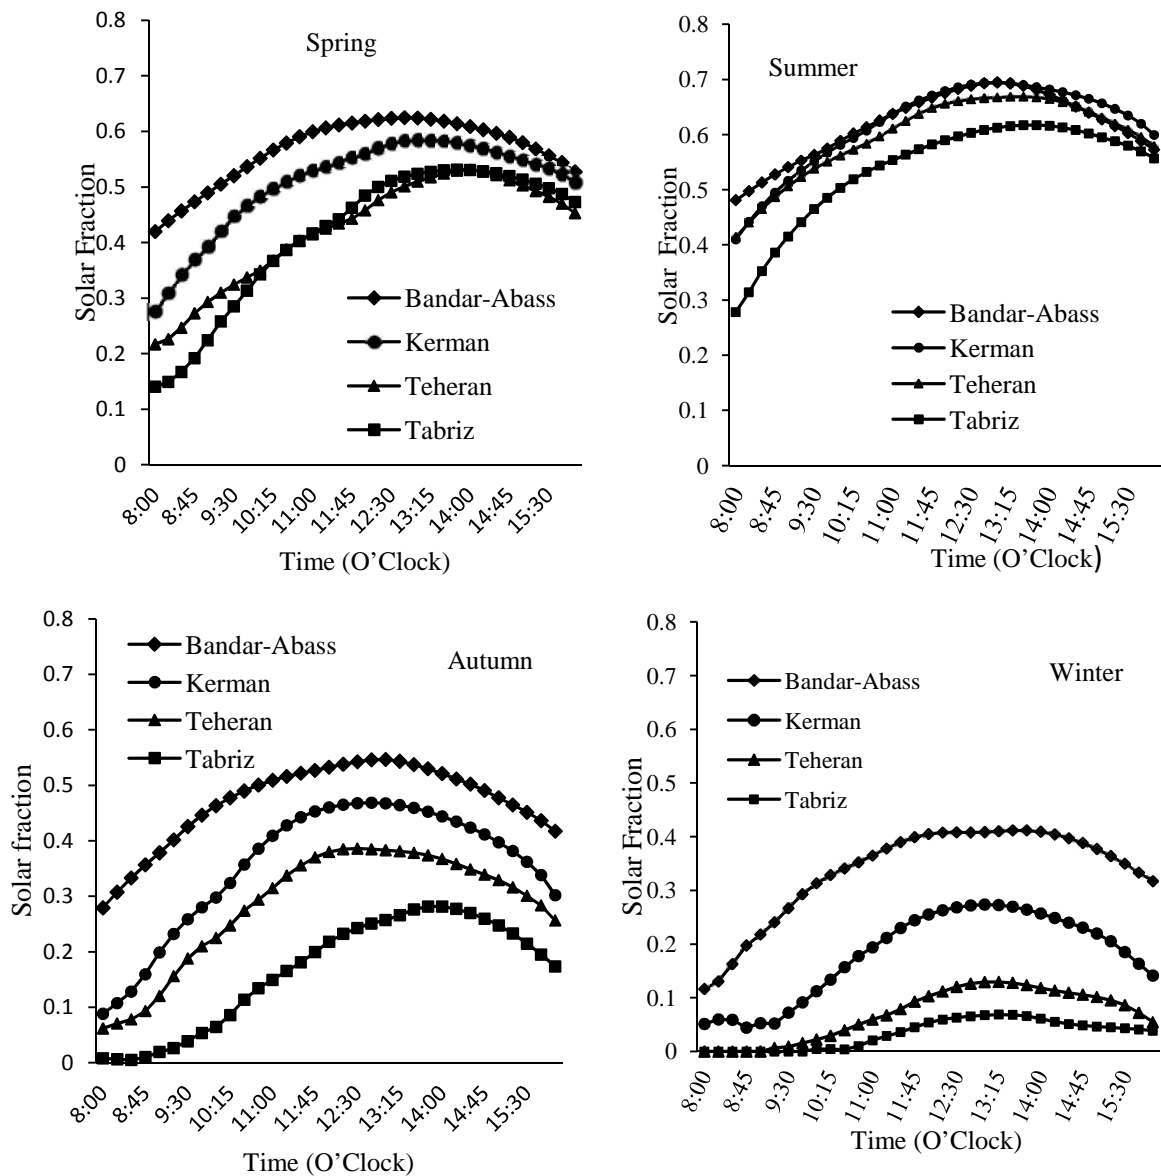 Spring
Solar Fraction
0.8
0.7
0.6
0.5
0.4
0.3
0.2
0.1
0
Bandar-Abass
Kerman
Teheran
Tabriz
8:00 8:45 9:30 10:15 11:00 11:45 12:30 13:15 14:00 14:45 15:30
Time (O’Clock)
Summer
Solar Fraction
0.8
0.7
0.6
0.5
0.4
0.3
0.2
0.1
0
Bandar-Abass
Kerman
Teheran
Tabriz
8:00 8:45 9:30 10:15 11:00 11:45 12:30 13:15 14:00 14:45 15:30
Time (O’Clock)
Autumn
Solar fraction
0.8
0.7
0.6
0.5
0.4
0.3
0.2
0.1
0
Bandar-Abass
Kerman
Teheran
Tabriz
8:00 8:45 9:30 10:15 11:00 11:45 12:30 13:15 14:00 14:45 15:30
Time (O’Clock)
Winter
Solar Fraction
0.8
0.7
0.6
0.5
0.4
0.3
0.2
0.1
0
Bandar-Abass
Kerman
Teheran
Tabriz
8:00 8:45 9:30 10:15 11:00 11:45 12:30 13:15 14:00 14:45 15:30
Time (O’Clock)